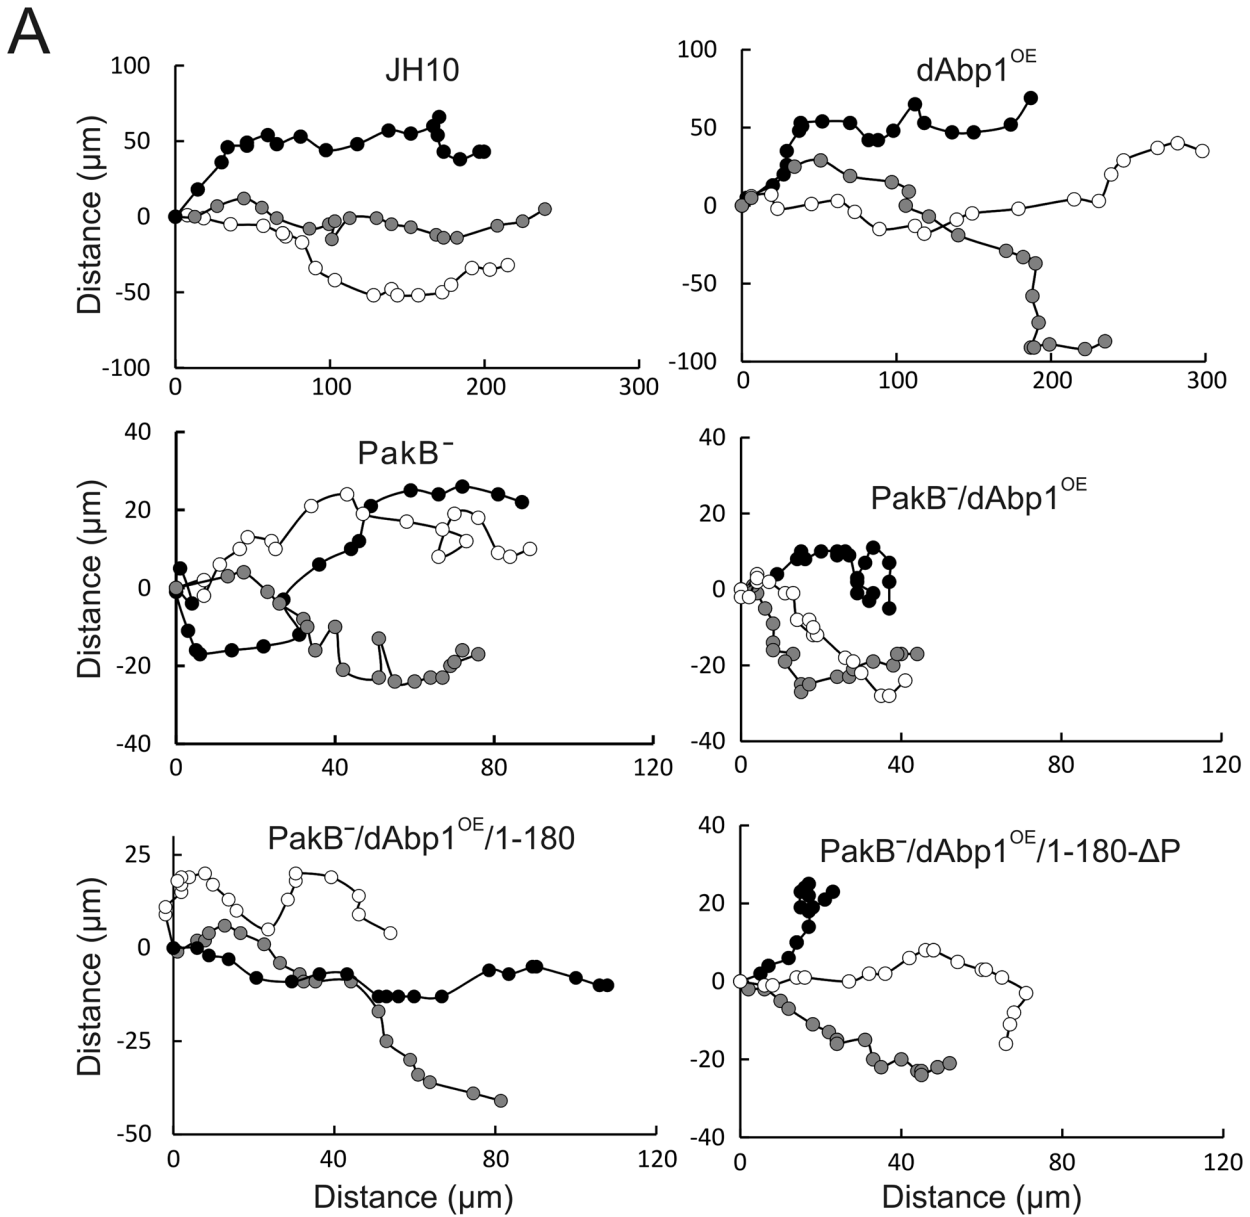 A
JH10
100
50
0
-50
-100
Distance (µm)
0 100 200 300
dAbp1ᴼᴱ
100
50
0
-50
-100
0 100 200 300
PakB⁻
40
20
0
-20
-40
Distance (µm)
0 40 80 120
PakB⁻/dAbp1ᴼᴱ
40
20
0
-20
-40
0 40 80 120
PakB⁻/dAbp1ᴼᴱ/1-180
25
0
-25
-50
Distance (µm)
0 40 80 120
Distance (µm)
PakB⁻/dAbp1ᴼᴱ/1-180-ΔP
40
20
0
-20
-40
0 40 80 120
Distance (µm)